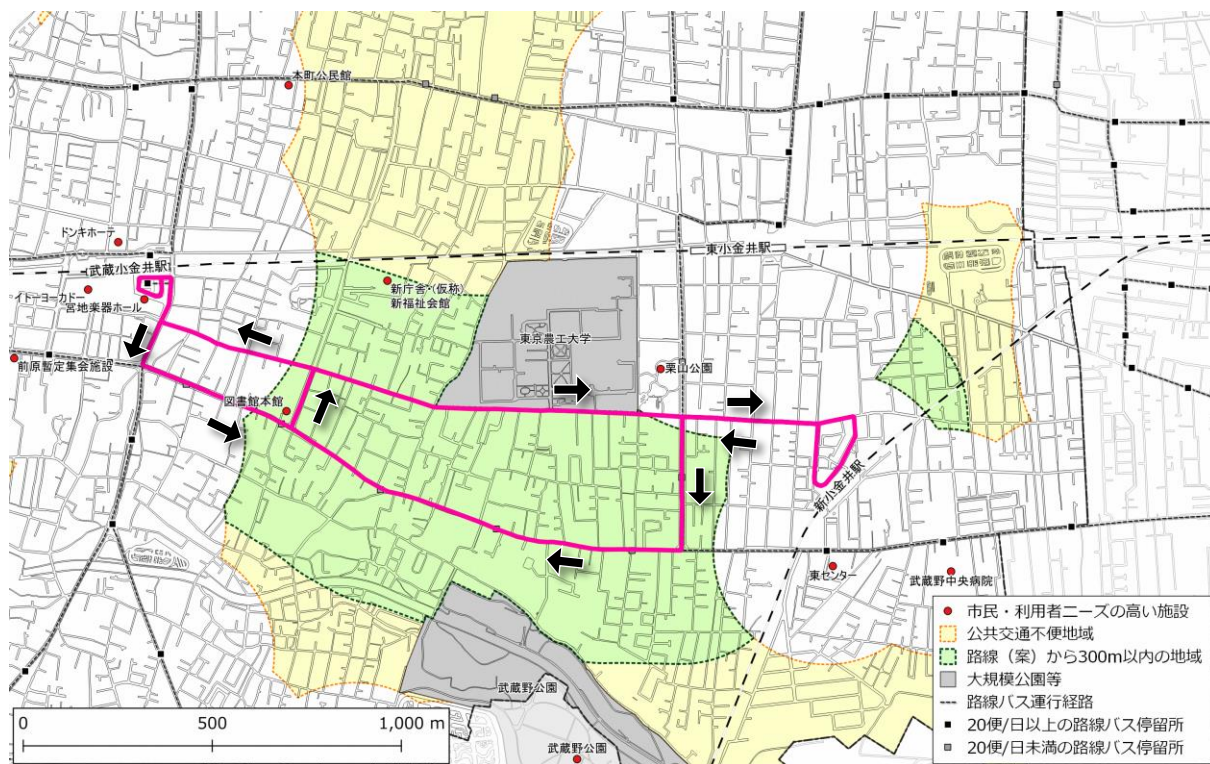 本町公民館
ドンキホーテ
武蔵小金井駅
東小金井駅
イトーヨーカドー
宮地楽器ホール
新庁舎・(仮称)
新福祉会館
東京農工大学
栗山公園
前原暫定集会施設
図書館本館
新小金井駅
東センター
武蔵野中央病院
武蔵野公園
武蔵野公園
0 500 1,000 m
市民・利用者ニーズの高い施設
公共交通不便地域
路線(案)から300m以内の地域
大規模公園等
路線バス運行経路
20便/日以上の路線バス停留所
20便/日未満の路線バス停留所